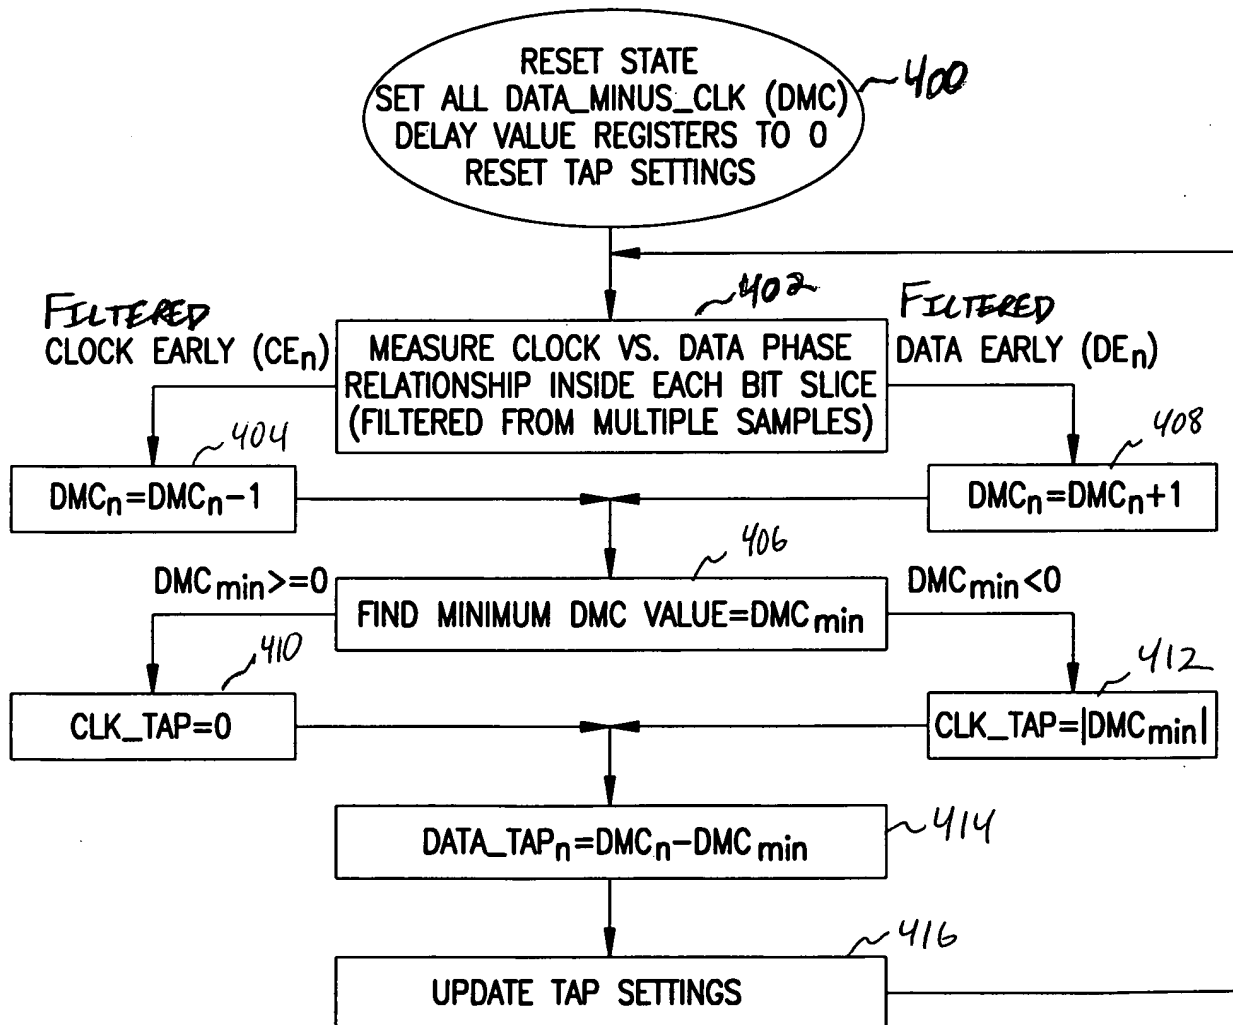 RESET STATE
SET ALL DATA_MINUS_CLK (DMC)
DELAY VALUE REGISTERS TO 0
RESET TAP SETTINGS
400
402
FILTERED
CLOCK EARLY (CEn)
MEASURE CLOCK VS. DATA PHASE
RELATIONSHIP INSIDE EACH BIT SLICE
(FILTERED FROM MULTIPLE SAMPLES)
FILTERED
DATA EARLY (DEn)
404
DMCn=DMCn-1
408
DMCn=DMCn+1
406
DMCmin>=0
FIND MINIMUM DMC VALUE=DMCmin
DMCmin<0
410
CLK_TAP=0
412
CLK_TAP=|DMCmin|
DATA_TAPn=DMCn-DMCmin
414
416
UPDATE TAP SETTINGS